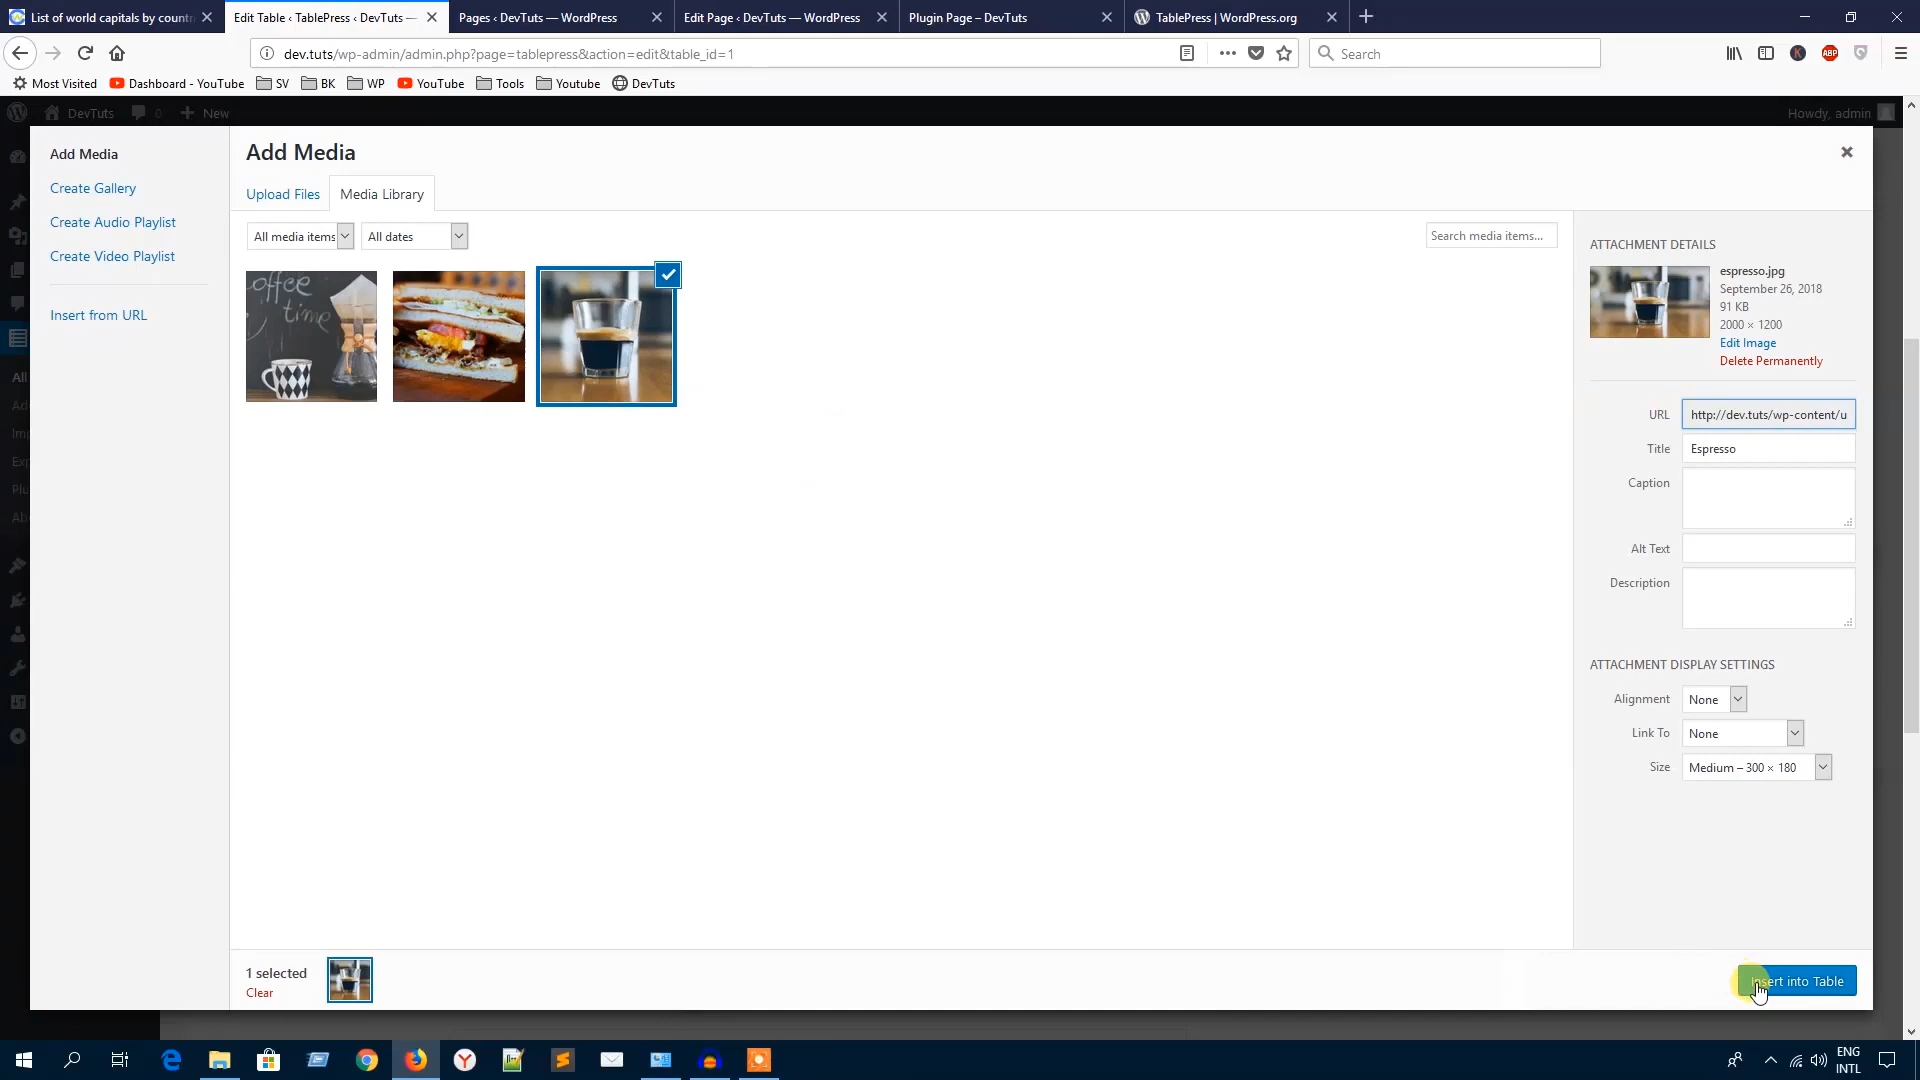 List of world capitals by countr
Edit Table ‹ TablePress ‹ DevTuts —
Pages ‹ DevTuts — WordPress
Edit Page ‹ DevTuts — WordPress
Plugin Page – DevTuts
TablePress | WordPress.org
dev.tuts/wp-admin/admin.php?page=tablepress&action=edit&table_id=1
Search
Most Visited
Dashboard - YouTube
SV
BK
WP
YouTube
Tools
Youtube
DevTuts
DevTuts
0
New
Howdy, admin
Add Media
Create Gallery
Create Audio Playlist
Create Video Playlist
Insert from URL
All
Add Media
Upload Files
Media Library
All media items
All dates
Search media items...
offee
time
ATTACHMENT DETAILS
espresso.jpg
September 26, 2018
91 KB
2000 × 1200
Edit Image
Delete Permanently
URL
http://dev.tuts/wp-content/u
Title
Espresso
Caption
Alt Text
Description
ATTACHMENT DISPLAY SETTINGS
Alignment
None
Link To
None
Size
Medium – 300 × 180
1 selected
Clear
Insert into Table
ABP
ENG
INTL